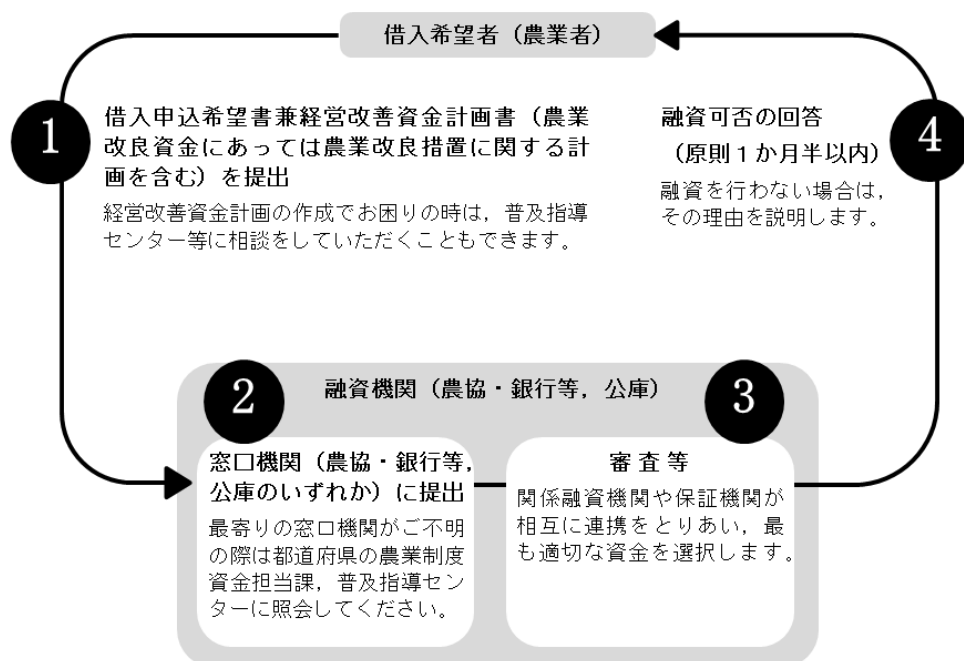 借入希望者（農業者）
1
借入申込希望書兼経営改善資金計画書（農業
改良資金にあっては農業改良措置に関する計
画を含む）を提出
経営改善資金計画の作成でお困りの時は，普及指導
センター等に相談をしていただくこともできます。
2
融資機関（農協・銀行等，公庫）
窓口機関（農協・銀行等，
公庫のいずれか）に提出
最寄りの窓口機関がご不明
の際は都道府県の農業制度
資金担当課，普及指導セン
ターに照会してください。
3
審査等
関係融資機関や保証機関が
相互に連携をとりあい，最
も適切な資金を選択します。
4
融資可否の回答
（原則１か月半以内）
融資を行わない場合は，
その理由を説明します。